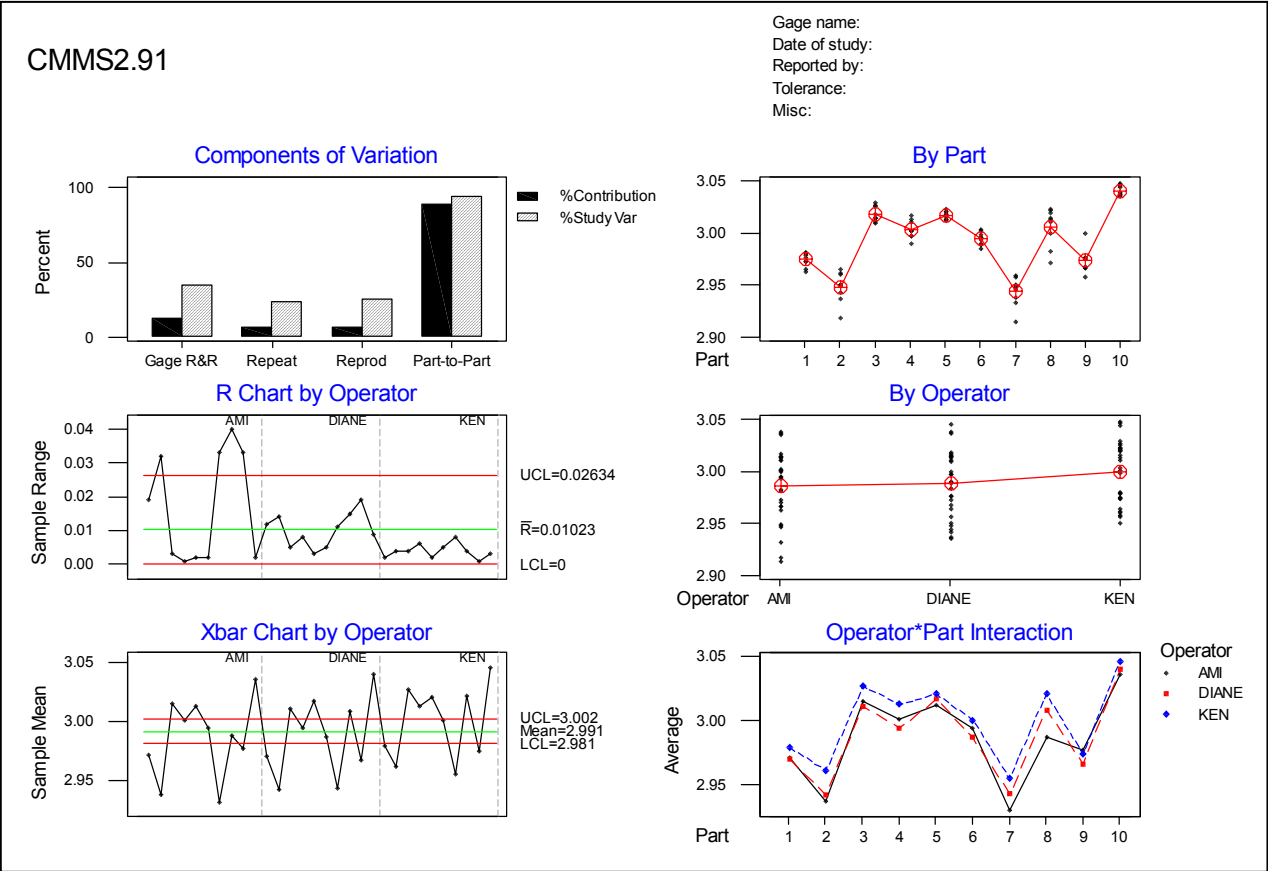 CMMS2.91
Gage name:
Date of study:
Reported by:
Tolerance:
Misc:
Components of Variation
100
50
0
Percent
Gage R&R Repeat Reprod Part-to-Part
%Contribution
%Study Var
By Part
3.05
3.00
2.95
2.90
Part 1 2 3 4 5 6 7 8 9 10
R Chart by Operator
AMI DIANE KEN
0.04
0.03
0.02
0.01
0.00
Sample Range
UCL=0.02634
R̅=0.01023
LCL=0
By Operator
3.05
3.00
2.95
2.90
Operator AMI DIANE KEN
Xbar Chart by Operator
AMI DIANE KEN
3.05
3.00
2.95
Sample Mean
UCL=3.002
Mean=2.991
LCL=2.981
Operator*Part Interaction
3.05
3.00
2.95
Average
Part 1 2 3 4 5 6 7 8 9 10
Operator
AMI
DIANE
KEN